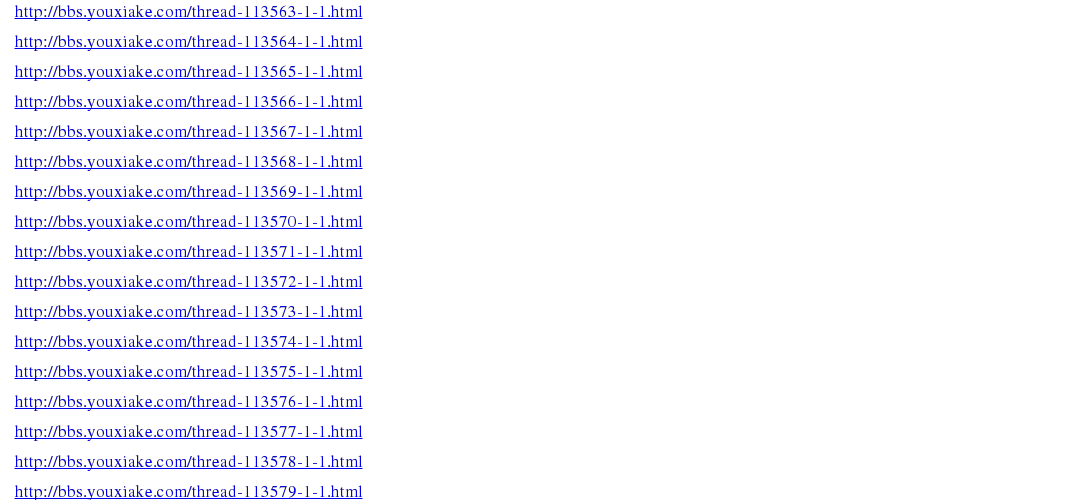 http://bbs.youxiake.com/thread-113563-1-1.html
http://bbs.youxiake.com/thread-113564-1-1.html
http://bbs.youxiake.com/thread-113565-1-1.html
http://bbs.youxiake.com/thread-113566-1-1.html
http://bbs.youxiake.com/thread-113567-1-1.html
http://bbs.youxiake.com/thread-113568-1-1.html
http://bbs.youxiake.com/thread-113569-1-1.html
http://bbs.youxiake.com/thread-113570-1-1.html
http://bbs.youxiake.com/thread-113571-1-1.html
http://bbs.youxiake.com/thread-113572-1-1.html
http://bbs.youxiake.com/thread-113573-1-1.html
http://bbs.youxiake.com/thread-113574-1-1.html
http://bbs.youxiake.com/thread-113575-1-1.html
http://bbs.youxiake.com/thread-113576-1-1.html
http://bbs.youxiake.com/thread-113577-1-1.html
http://bbs.youxiake.com/thread-113578-1-1.html
http://bbs.youxiake.com/thread-113579-1-1.html